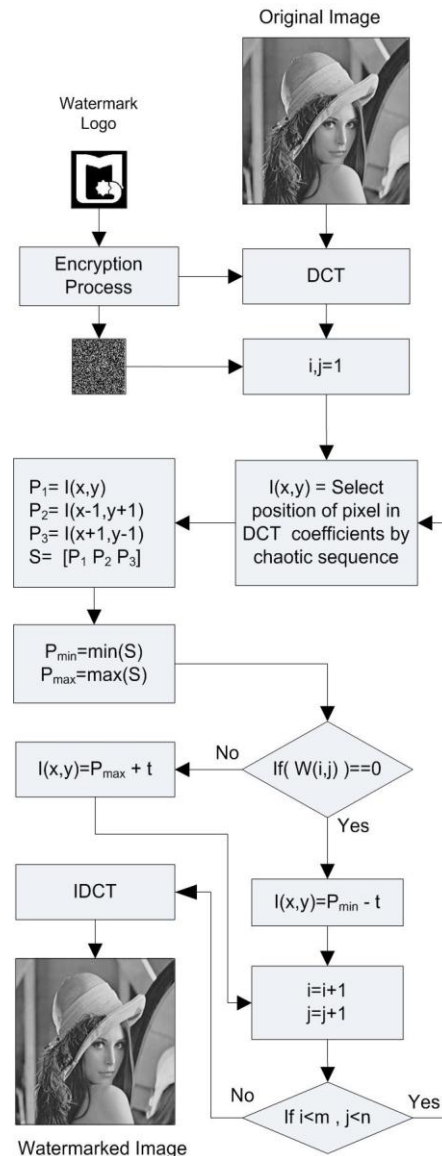 Original Image
Watermark
Logo
Encryption
Process
DCT
i,j=1
P₁= I(x,y)
P₂= I(x-1,y+1)
P₃= I(x+1,y-1)
S= [P₁ P₂ P₃]
I(x,y) = Select
position of pixel in
DCT coefficients by
chaotic sequence
Pmin=min(S)
Pmax=max(S)
If( W(i,j) )==0
No
I(x,y)=Pmax + t
Yes
I(x,y)=Pmin - t
IDCT
i=i+1
j=j+1
If i<m , j<n
No
Yes
Watermarked Image